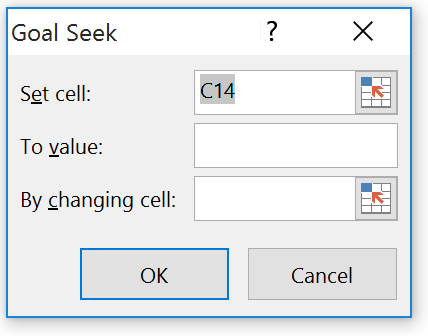 Goal Seek ?
Set cell: C14
To value:
By changing cell:
OK Cancel